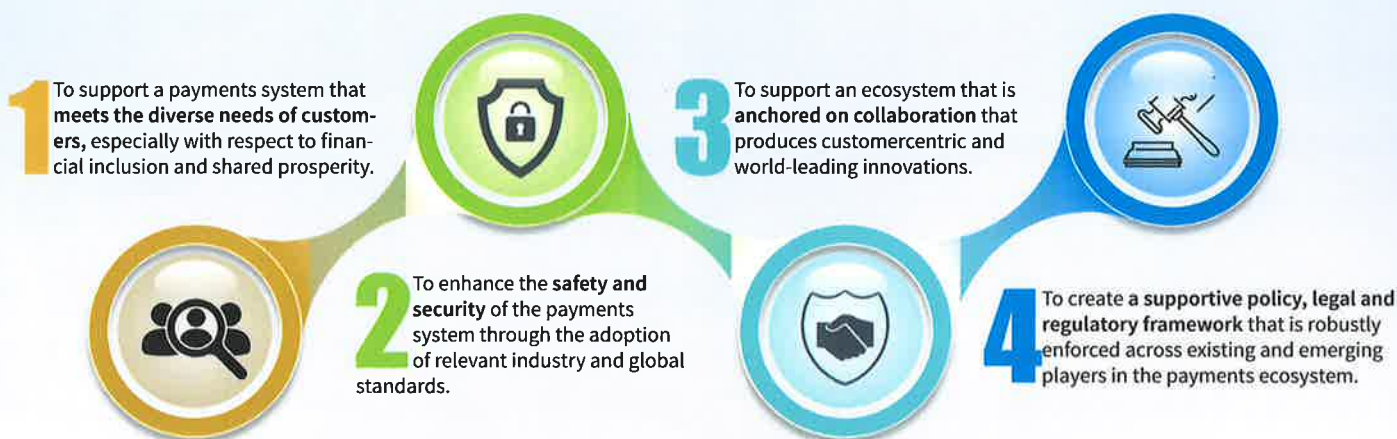 1
To support a payments system that
meets the diverse needs of custom-
ers, especially with respect to finan-
cial inclusion and shared prosperity.
2
To enhance the safety and
security of the payments
system through the adoption
of relevant industry and global
standards.
3
To support an ecosystem that is
anchored on collaboration that
produces customercentric and
world-leading innovations.
4
To create a supportive policy, legal and
regulatory framework that is robustly
enforced across existing and emerging
players in the payments ecosystem.